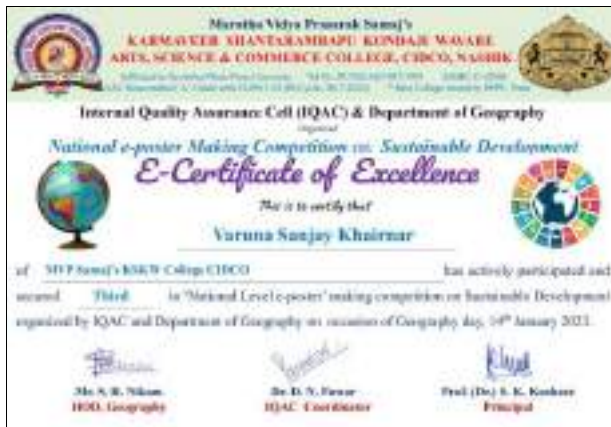 Maratha Vidya Prasarak Samaj's
KARMAVEER SHANTARAMBAPU KONDAJI WAVARE
ARTS, SCIENCE & COMMERCE COLLEGE, CIDCO, NASHIK
Internal Quality Assurance Cell (IQAC) & Department of Geography
Organized
National e-poster Making Competition on Sustainable Development
E-Certificate of Excellence
This is to certify that
Varuna Sanjay Khairnar
of MVP Samaj's KSKW College CIDCO has actively participated and
secured Third in 'National Level e-poster' making competition on Sustainable Development
organized by IQAC and Department of Geography on occasion of Geography day, 14th January
Mr. S. R. Nikam
HOD, Geography
Dr. D. N. Pawar
IQAC Coordinator
Prof. (Dr.) S. K.
Principal